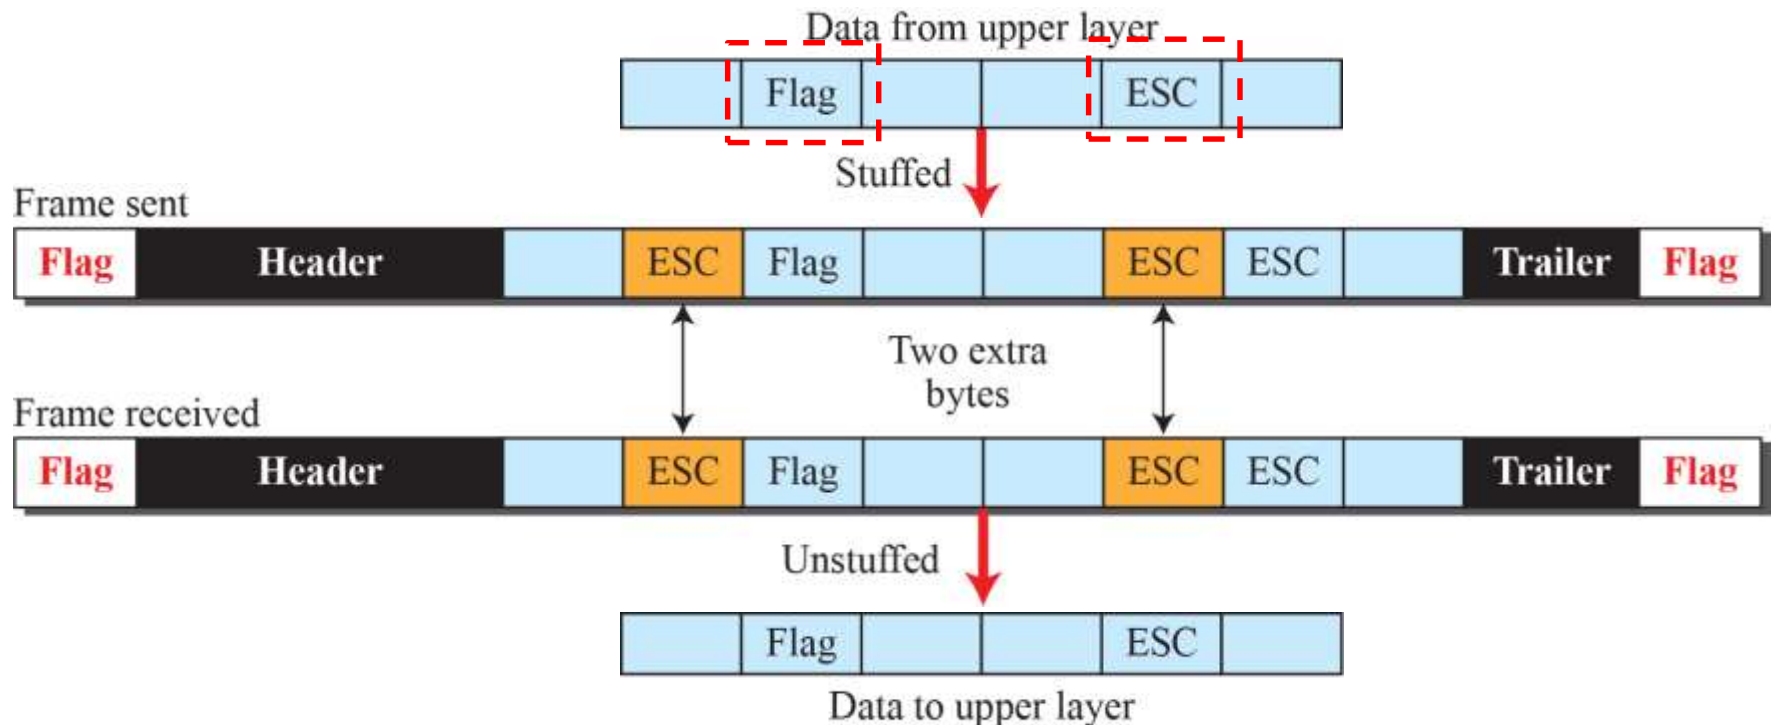 Data from upper layer
Flag ESC
Stuffed
Frame sent
Flag Header ESC Flag ESC ESC Trailer Flag
Two extra
bytes
Frame received
Flag Header ESC Flag ESC ESC Trailer Flag
Unstuffed
Flag ESC
Data to upper layer